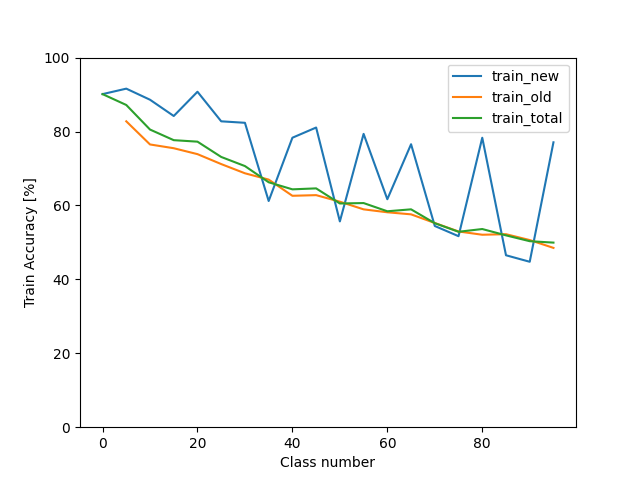 100
80
60
40
20
0
Train Accuracy [%]
train_new
train_old
train_total
0 20 40 60 80
Class number